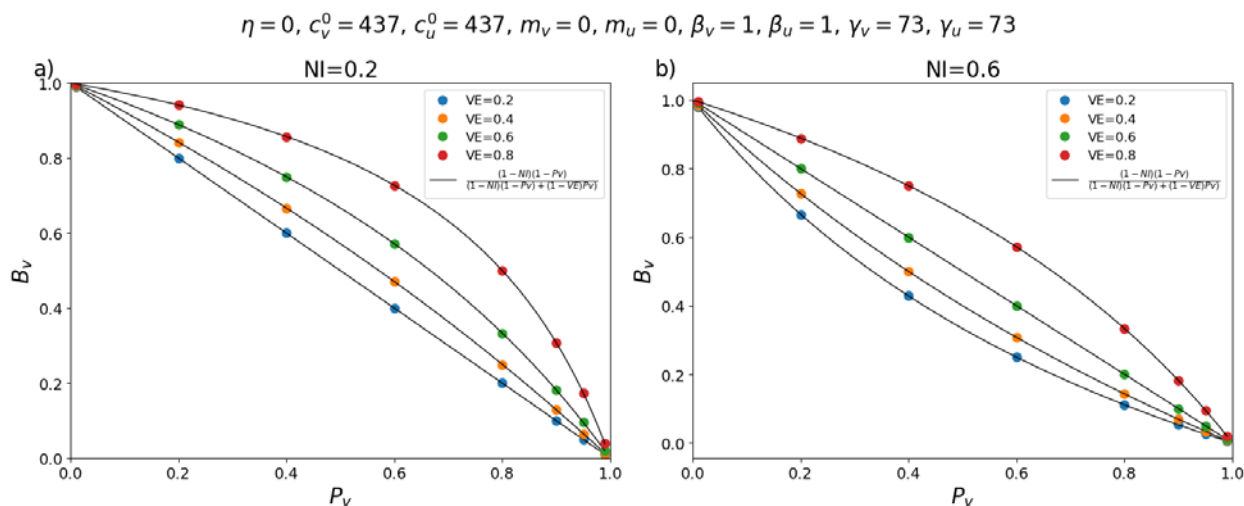 η = 0, c_v^0 = 437, c_u^0 = 437, m_v = 0, m_u = 0, β_v = 1, β_u = 1, γ_v = 73, γ_u = 73
a)
NI=0.2
1.0
0.8
0.6
0.4
0.2
0.0
B_v
VE=0.2
VE=0.4
VE=0.6
VE=0.8
(1−NI)(1−Pv)
(1−NI)(1−Pv)+(1−VE)Pv)
0.0 0.2 0.4 0.6 0.8 1.0
P_v
b)
NI=0.6
1.0
0.8
0.6
0.4
0.2
0.0
B_v
VE=0.2
VE=0.4
VE=0.6
VE=0.8
(1−NI)(1−Pv)
(1−NI)(1−Pv)+(1−VE)Pv)
0.0 0.2 0.4 0.6 0.8 1.0
P_v